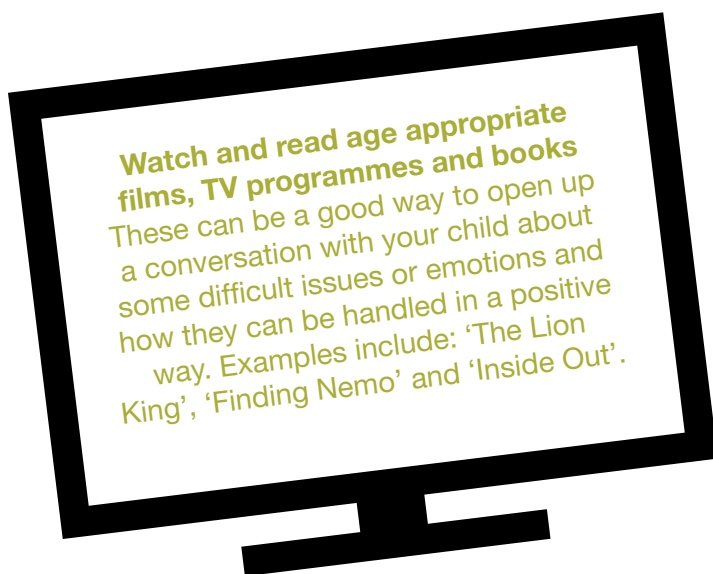 Watch and read age appropriate
films, TV programmes and books
These can be a good way to open up
a conversation with your child about
some difficult issues or emotions and
how they can be handled in a positive
way. Examples include: ‘The Lion
King’, ‘Finding Nemo’ and ‘Inside Out’.